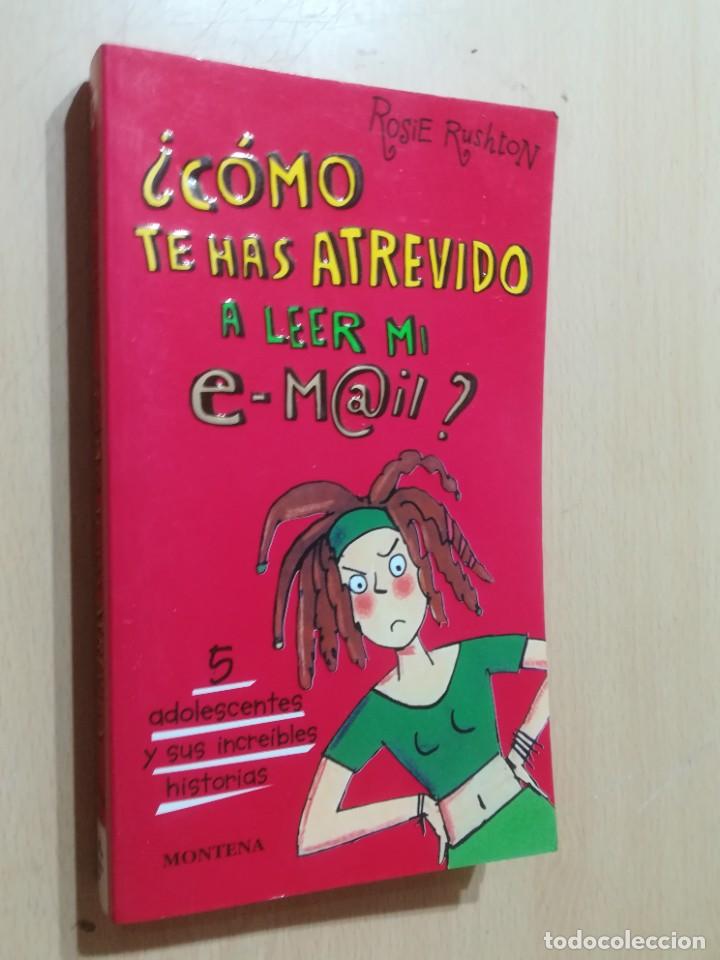 Rosie Rushton
¿CÓMO
TE HAS ATREVIDO
A LEER MI
e-M@il?
5
adolescentes
y sus increíbles
historias
MONTENA
todocoleccion